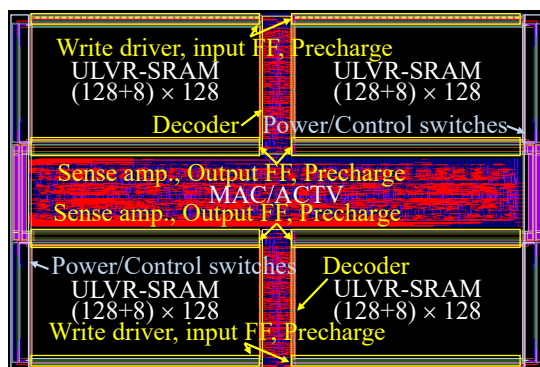 Write driver, input FF, Precharge
ULVR-SRAM
(128+8) × 128
ULVR-SRAM
(128+8) × 128
Decoder
Power/Control switches
Sense amp., Output FF, Precharge
MAC/ACTV
Sense amp., Output FF, Precharge
Power/Control switches
Decoder
ULVR-SRAM
(128+8) × 128
ULVR-SRAM
(128+8) × 128
Write driver, input FF, Precharge